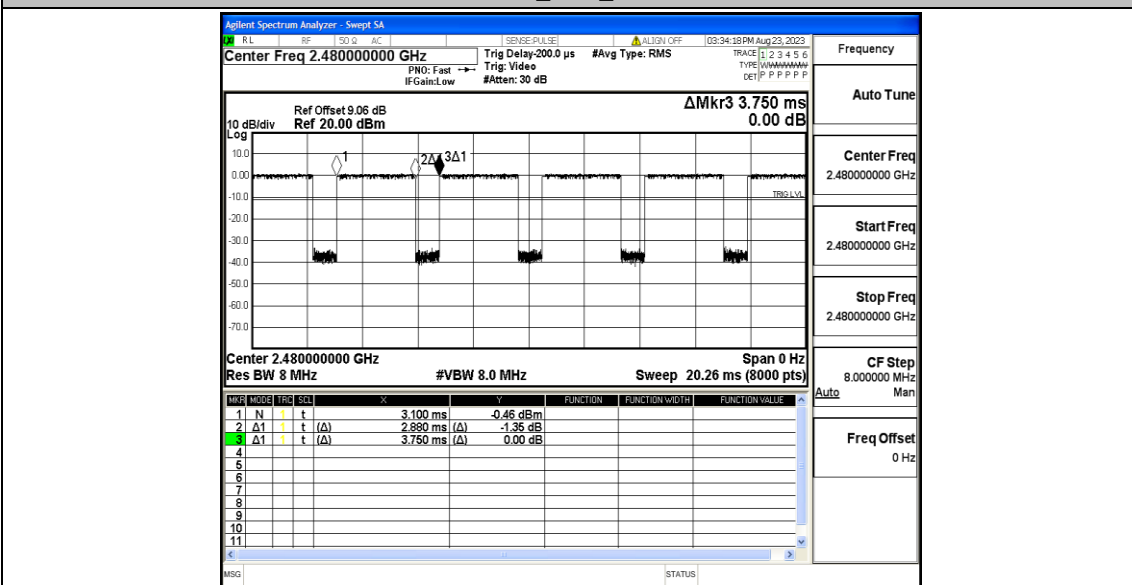 Agilent Spectrum Analyzer - Swept SA
RL RF 50 Ω AC SENSE:PULSE ALIGN OFF 03:34:18PM Aug 23, 2023
Center Freq 2.480000000 GHz
PNO: Fast
IFGain:Low
Trig Delay-200.0 µs
Trig: Video
#Atten: 30 dB
#Avg Type: RMS
TRACE 1 2 3 4 5 6
TYPE
DET P P P P P P
Ref Offset 9.06 dB
10 dB/div Ref 20.00 dBm
Log
ΔMkr3 3.750 ms
0.00 dB
10.0
0.00
-10.0
-20.0
-30.0
-40.0
-50.0
-60.0
-70.0
1
2Δ1
3Δ1
TRIG LVL
Center 2.480000000 GHz Span 0 Hz
Res BW 8 MHz #VBW 8.0 MHz Sweep 20.26 ms (8000 pts)
MKR MODE TRC SCL X Y FUNCTION FUNCTION WIDTH FUNCTION VALUE
1 N 1 t 3.100 ms -0.46 dBm
2 Δ1 1 t (Δ) 2.880 ms (Δ) -1.35 dB
3 Δ1 1 t (Δ) 3.750 ms (Δ) 0.00 dB
4
5
6
7
8
9
10
11
MSG STATUS
Frequency
Auto Tune
Center Freq
2.480000000 GHz
Start Freq
2.480000000 GHz
Stop Freq
2.480000000 GHz
CF Step
8.000000 MHz
Auto Man
Freq Offset
0 Hz